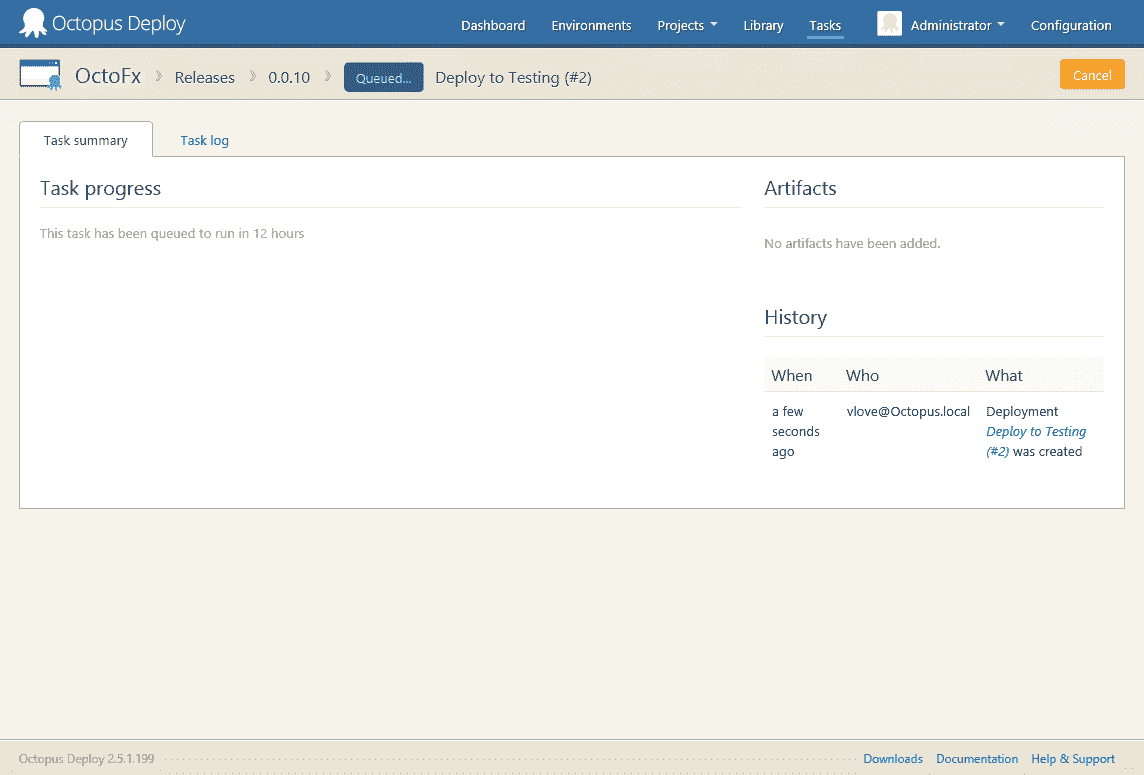 Octopus Deploy
Dashboard Environments Projects Library Tasks Administrator Configuration
OctoFx Releases 0.0.10 Queued... Deploy to Testing (#2) Cancel
Task summary Task log
Task progress
This task has been queued to run in 12 hours
Artifacts
No artifacts have been added.
History
When Who What
a few vlove@Octopus.local Deployment
seconds Deploy to Testing
ago (#2) was created
Octopus Deploy 2.5.1.199 Downloads Documentation Help & Support